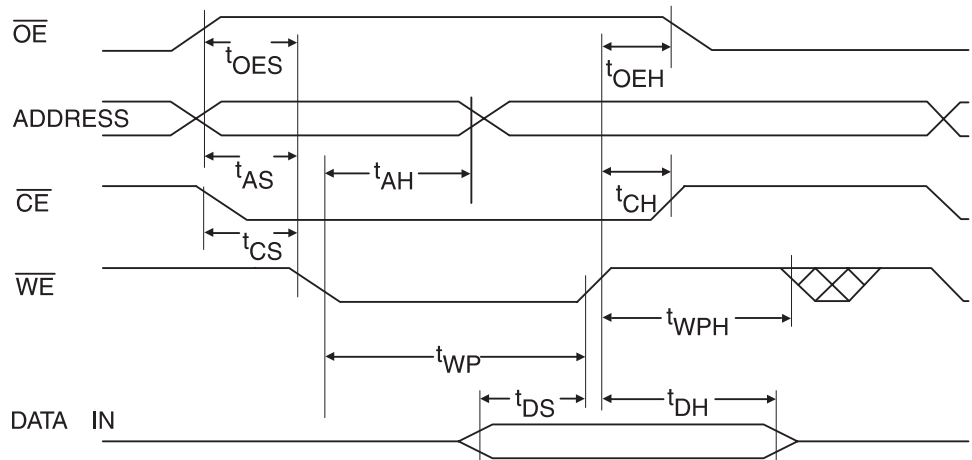 OE
tOES
tOEH
ADDRESS
tAS
tAH
CE
tCH
tCS
WE
tWPH
tWP
tDS
tDH
DATA IN